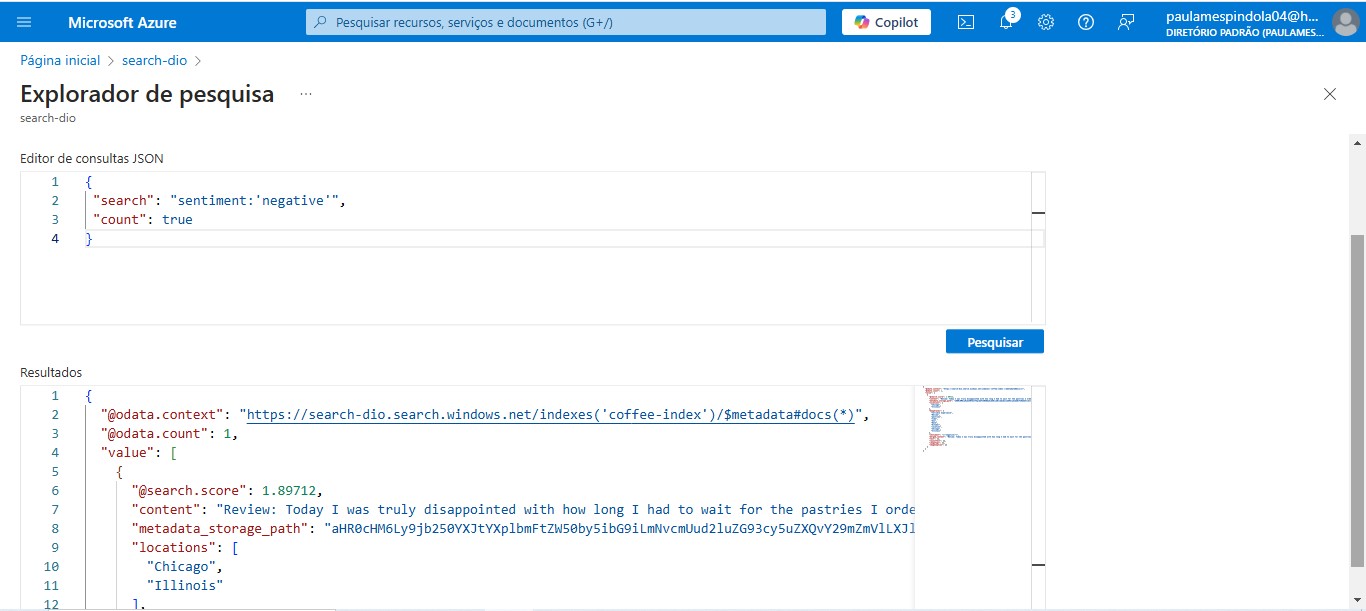 Microsoft Azure
Pesquisar recursos, serviços e documentos (G+/)
Copilot
3
paulamespindola04@h...
DIRETÓRIO PADRÃO (PAULAMES...
Página inicial > search-dio >
Explorador de pesquisa ...
search-dio
Editor de consultas JSON
1 {
2 "search": "sentiment:'negative'",
3 "count": true
4 }
Pesquisar
Resultados
1 {
2 "@odata.context": "https://search-dio.search.windows.net/indexes('coffee-index')/$metadata#docs(*)",
3 "@odata.count": 1,
4 "value": [
5 {
6 "@search.score": 1.89712,
7 "content": "Review: Today I was truly disappointed with how long I had to wait for the pastries I orde
8 "metadata_storage_path":
9 "locations": [
10 "Chicago",
11 "Illinois"
12 ],